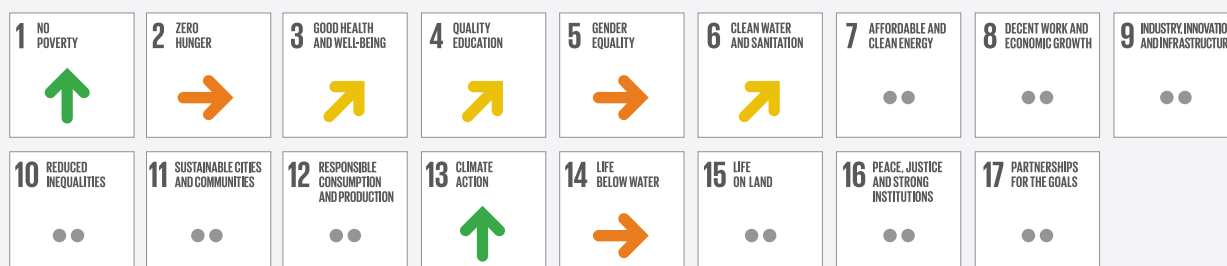 1 NO
POVERTY
2 ZERO
HUNGER
3 GOOD HEALTH
AND WELL-BEING
4 QUALITY
EDUCATION
5 GENDER
EQUALITY
6 CLEAN WATER
AND SANITATION
7 AFFORDABLE AND
CLEAN ENERGY
8 DECENT WORK AND
ECONOMIC GROWTH
9 INDUSTRY, INNOVATIO
AND INFRASTRUCTUR
10 REDUCED
INEQUALITIES
11 SUSTAINABLE CITIES
AND COMMUNITIES
12 RESPONSIBLE
CONSUMPTION
AND PRODUCTION
13 CLIMATE
ACTION
14 LIFE
BELOW WATER
15 LIFE
ON LAND
16 PEACE, JUSTICE
AND STRONG
INSTITUTIONS
17 PARTNERSHIPS
FOR THE GOALS